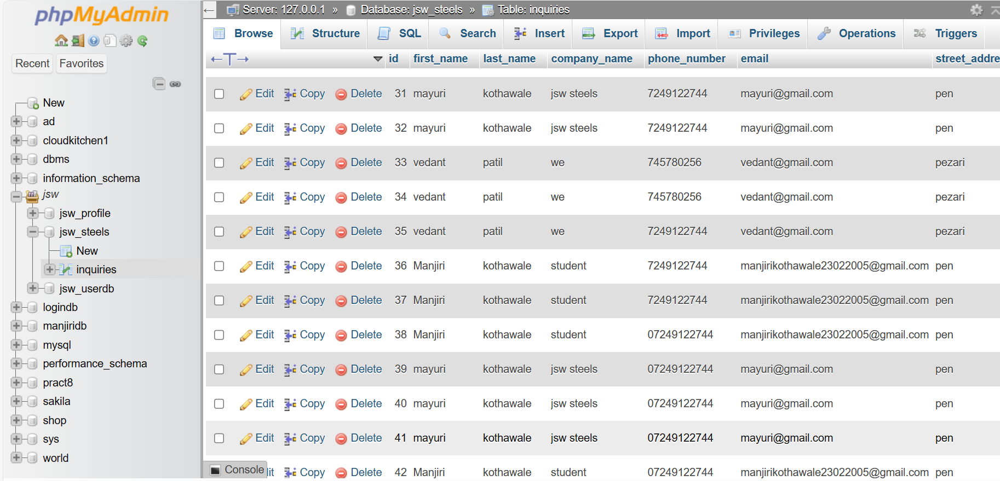 phpMyAdmin
Recent Favorites
New
ad
cloudkitchen1
dbms
information_schema
jsw
jsw_profile
jsw_steels
New
inquiries
jsw_userdb
logindb
manjiridb
mysql
performance_schema
pract8
sakila
shop
sys
world
Server: 127.0.0.1 » Database: jsw_steels » Table: inquiries
Browse Structure SQL Search Insert Export Import Privileges Operations Triggers
←T→ id first_name last_name company_name phone_number email street_addre
Edit Copy Delete 31 mayuri kothawale jsw steels 7249122744 mayuri@gmail.com pen
Edit Copy Delete 32 mayuri kothawale jsw steels 7249122744 mayuri@gmail.com pen
Edit Copy Delete 33 vedant patil we 745780256 vedant@gmail.com pezari
Edit Copy Delete 34 vedant patil we 745780256 vedant@gmail.com pezari
Edit Copy Delete 35 vedant patil we 7249122744 vedant@gmail.com pezari
Edit Copy Delete 36 Manjiri kothawale student 7249122744 manjirikothawale23022005@gmail.com pen
Edit Copy Delete 37 Manjiri kothawale student 7249122744 manjirikothawale23022005@gmail.com pen
Edit Copy Delete 38 Manjiri kothawale student 07249122744 manjirikothawale23022005@gmail.com pen
Edit Copy Delete 39 mayuri kothawale jsw steels 07249122744 mayuri@gmail.com pen
Edit Copy Delete 40 mayuri kothawale jsw steels 07249122744 mayuri@gmail.com pen
Edit Copy Delete 41 mayuri kothawale jsw steels 07249122744 mayuri@gmail.com pen
Console it Copy Delete 42 Manjiri kothawale student 07249122744 manjirikothawale23022005@gmail.com pen